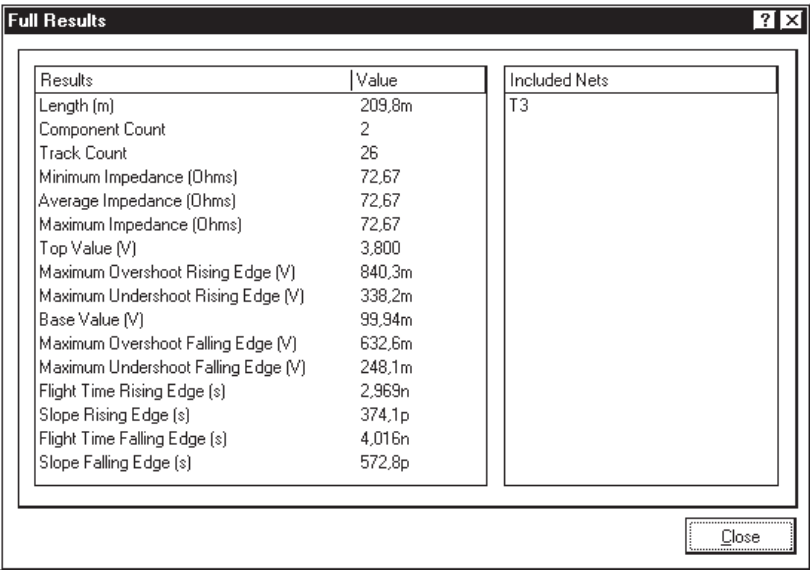 Full Results
Results Value
Length (m) 209,8m
Component Count 2
Track Count 26
Minimum Impedance (Ohms) 72,67
Average Impedance (Ohms) 72,67
Maximum Impedance (Ohms) 72,67
Top Value (V) 3,800
Maximum Overshoot Rising Edge (V) 840,3m
Maximum Undershoot Rising Edge (V) 338,2m
Base Value (V) 99,94m
Maximum Overshoot Falling Edge (V) 632,6m
Maximum Undershoot Falling Edge (V) 248,1m
Flight Time Rising Edge (s) 2,969n
Slope Rising Edge (s) 374,1p
Flight Time Falling Edge (s) 4,016n
Slope Falling Edge (s) 572,8p
Included Nets
T3
Close